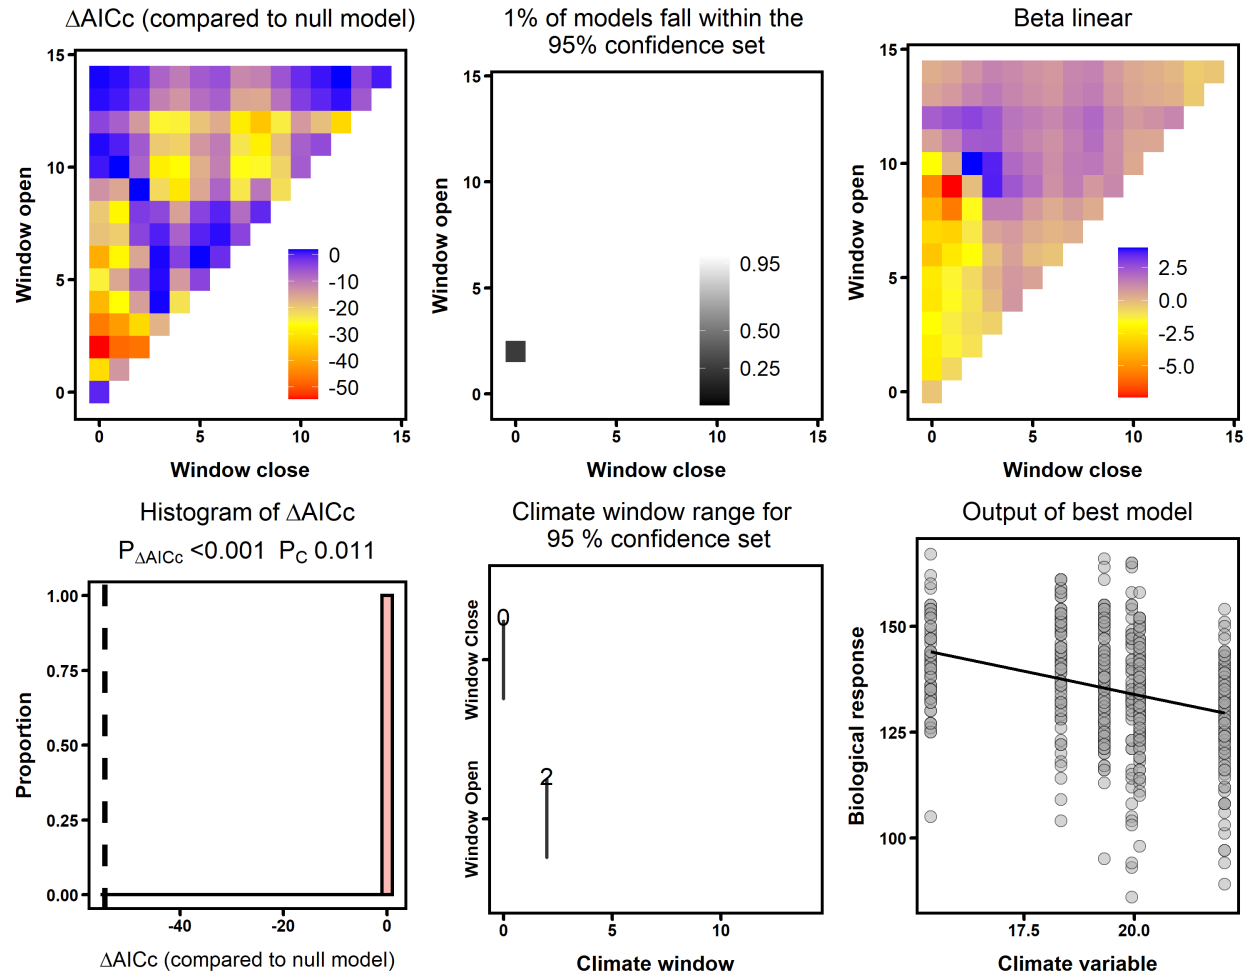 ΔAICc (compared to null model)
15
10
5
0
0
5
10
15
Window open
Window close
0
-10
-20
-30
-40
-50
1% of models fall within the
95% confidence set
15
10
5
0
0
5
10
15
Window open
Window close
0.95
0.50
0.25
Beta linear
15
10
5
0
0
5
10
15
Window open
Window close
2.5
0.0
-2.5
-5.0
Histogram of ΔAICc
PΔAICc <0.001 PC 0.011
1.00
0.75
0.50
0.25
0.00
-40
-20
0
Proportion
ΔAICc (compared to null model)
Climate window range for
95 % confidence set
Window Close
Window Open
0
2
0
5
10
Climate window
Output of best model
150
125
100
17.5
20.0
Biological response
Climate variable